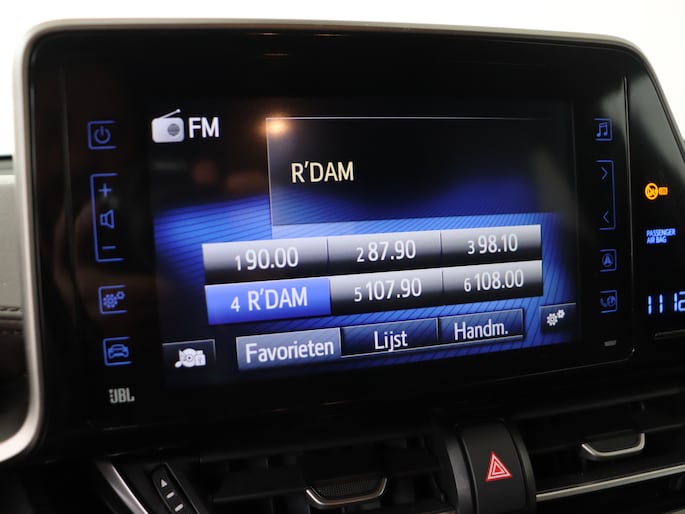 FM
R'DAM
1 90.00 2 87.90 3 98.10
4 R'DAM 5 107.90 6 108.00
Favorieten Lijst Handm.
JBL
PASSENGER
AIR BAG
1112